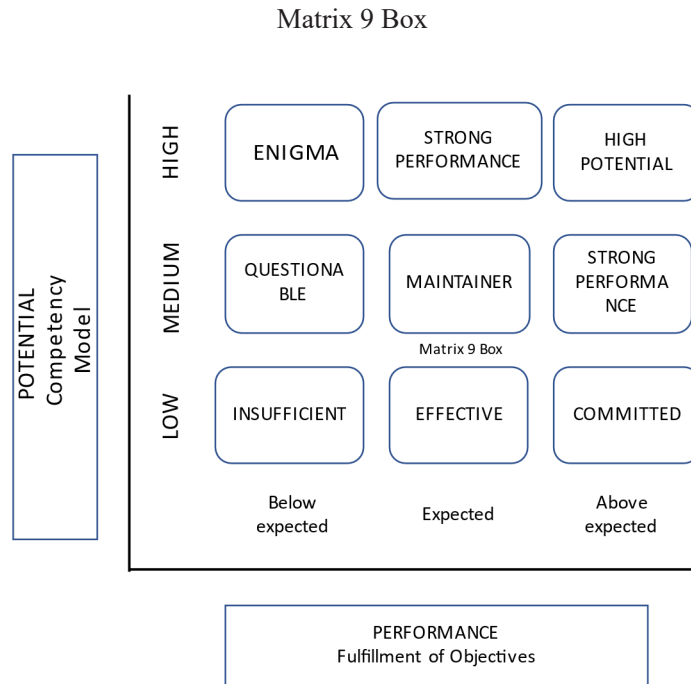 Matrix 9 Box
HIGH
ENIGMA
STRONG
PERFORMANCE
HIGH
POTENTIAL
POTENTIAL
Competency
Model
MEDIUM
QUESTIONA
BLE
MAINTAINER
STRONG
PERFORMA
NCE
Matrix 9 Box
LOW
INSUFFICIENT
EFFECTIVE
COMMITTED
Below
expected
Expected
Above
expected
PERFORMANCE
Fulfillment of Objectives